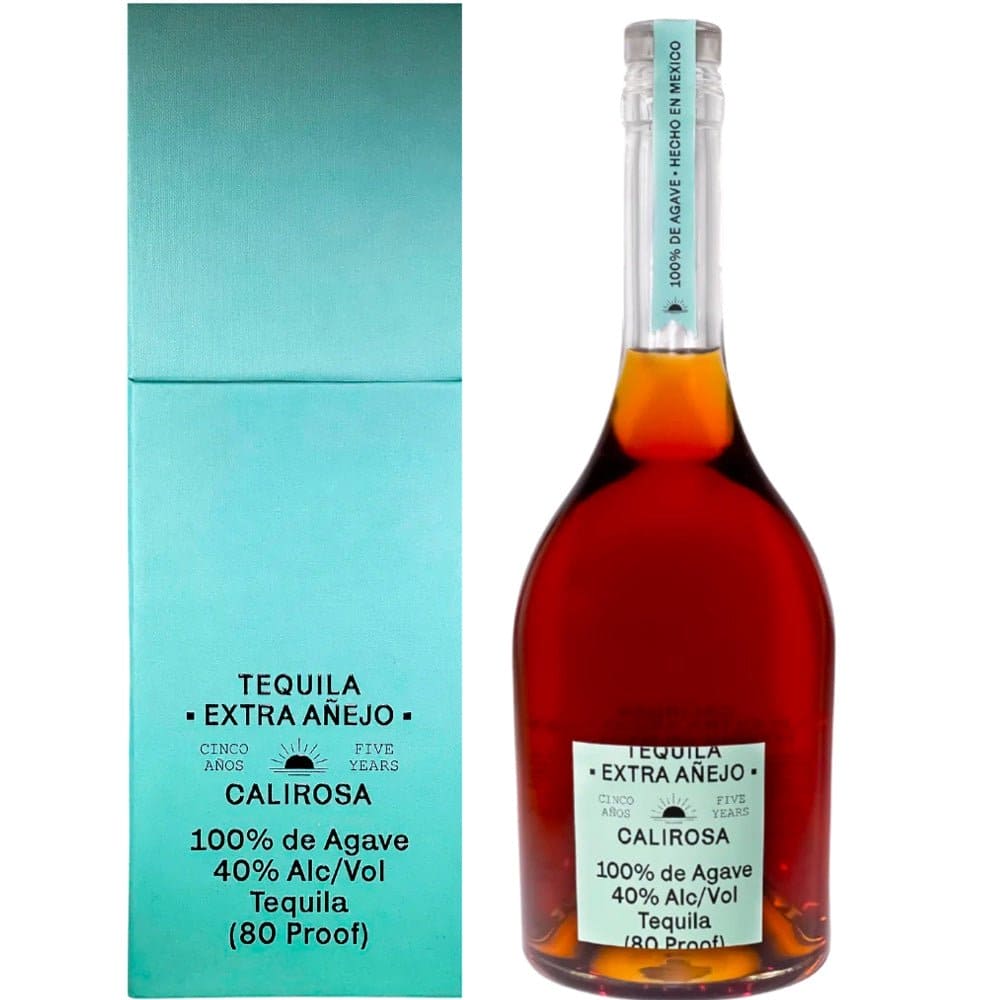 TEQUILA
▪ EXTRA AÑEJO ▪
CINCO AÑOS
FIVE YEARS
CALIROSA
100% de Agave
40% Alc/Vol
Tequila
(80 Proof)
100% DE AGAVE • HECHO EN MEXICO
TEQUILA
▪ EXTRA AÑEJO ▪
CINCO AÑOS
FIVE YEARS
CALIROSA
100% de Agave
40% Alc/Vol
Tequila
(80 Proof)